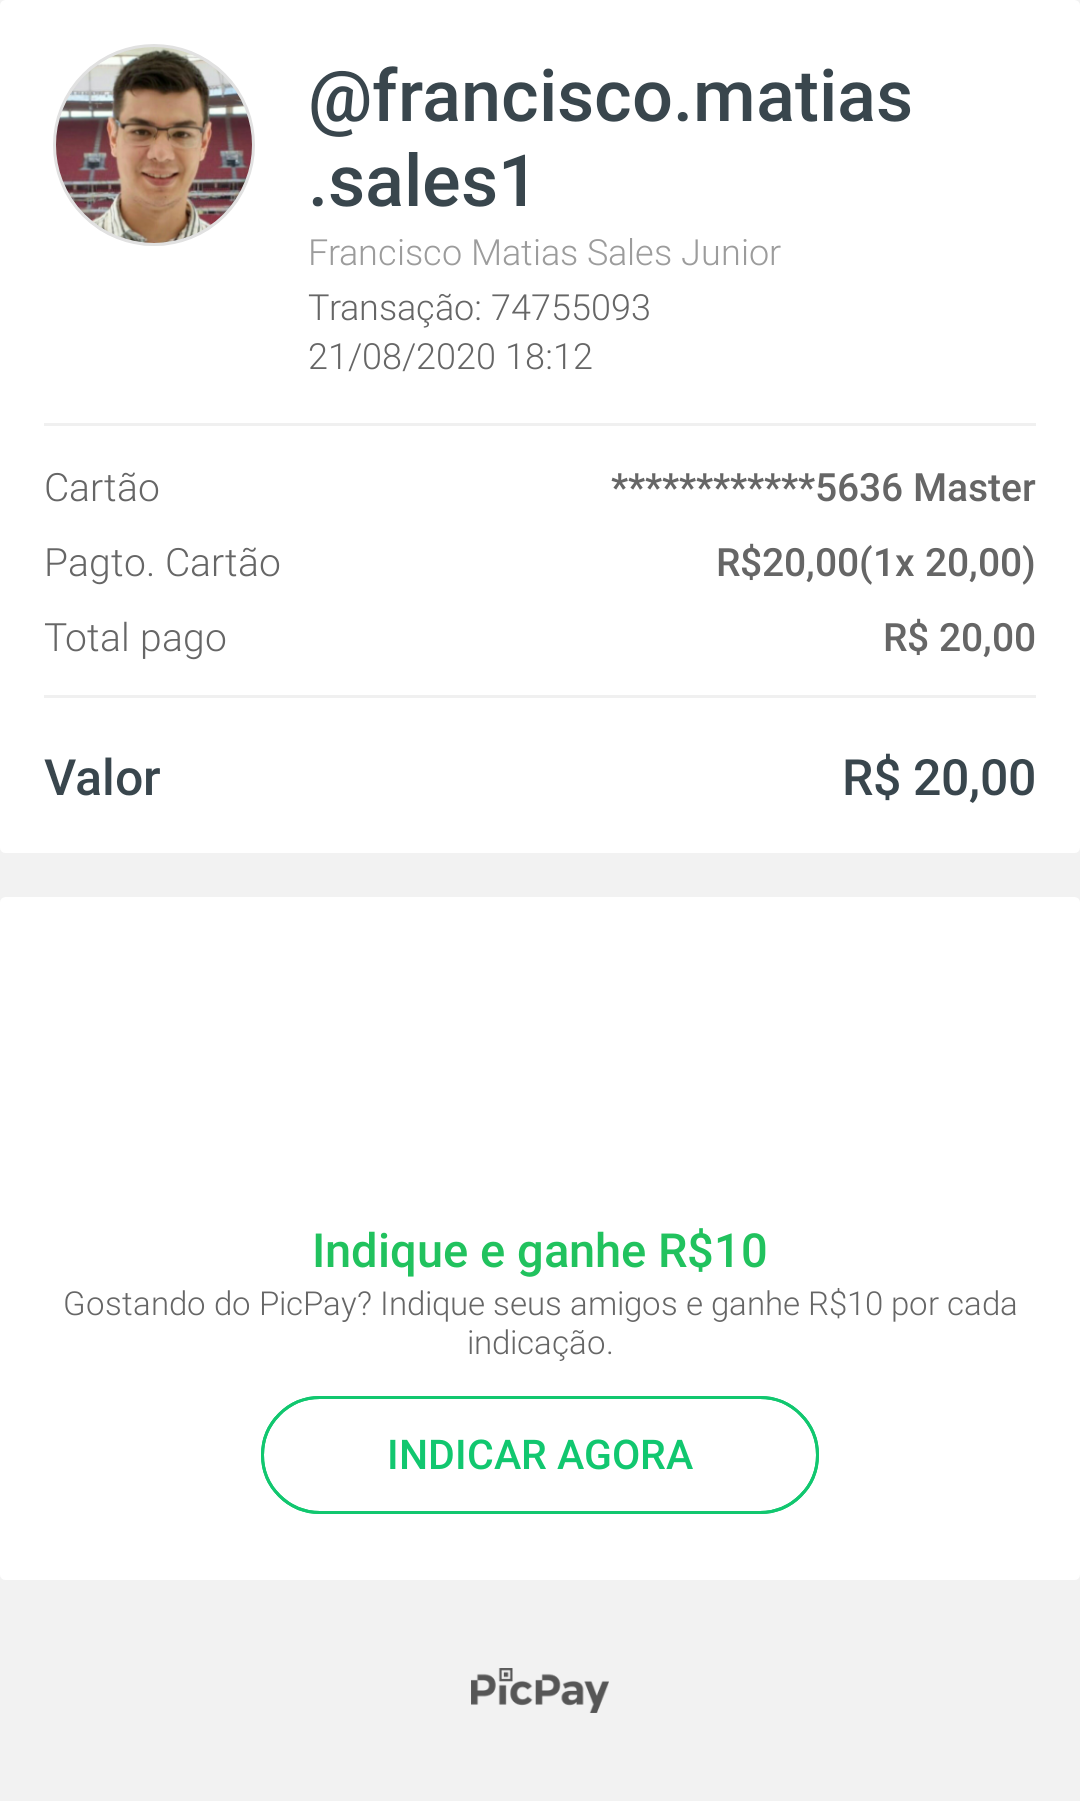 @francisco.matias
.sales1
Francisco Matias Sales Junior
Transação: 74755093
21/08/2020 18:12
Cartão ************5636 Master
Pagto. Cartão R$20,00(1x 20,00)
Total pago R$ 20,00
Valor R$ 20,00
Indique e ganhe R$10
Gostando do PicPay? Indique seus amigos e ganhe R$10 por cada
indicação.
INDICAR AGORA
PicPay